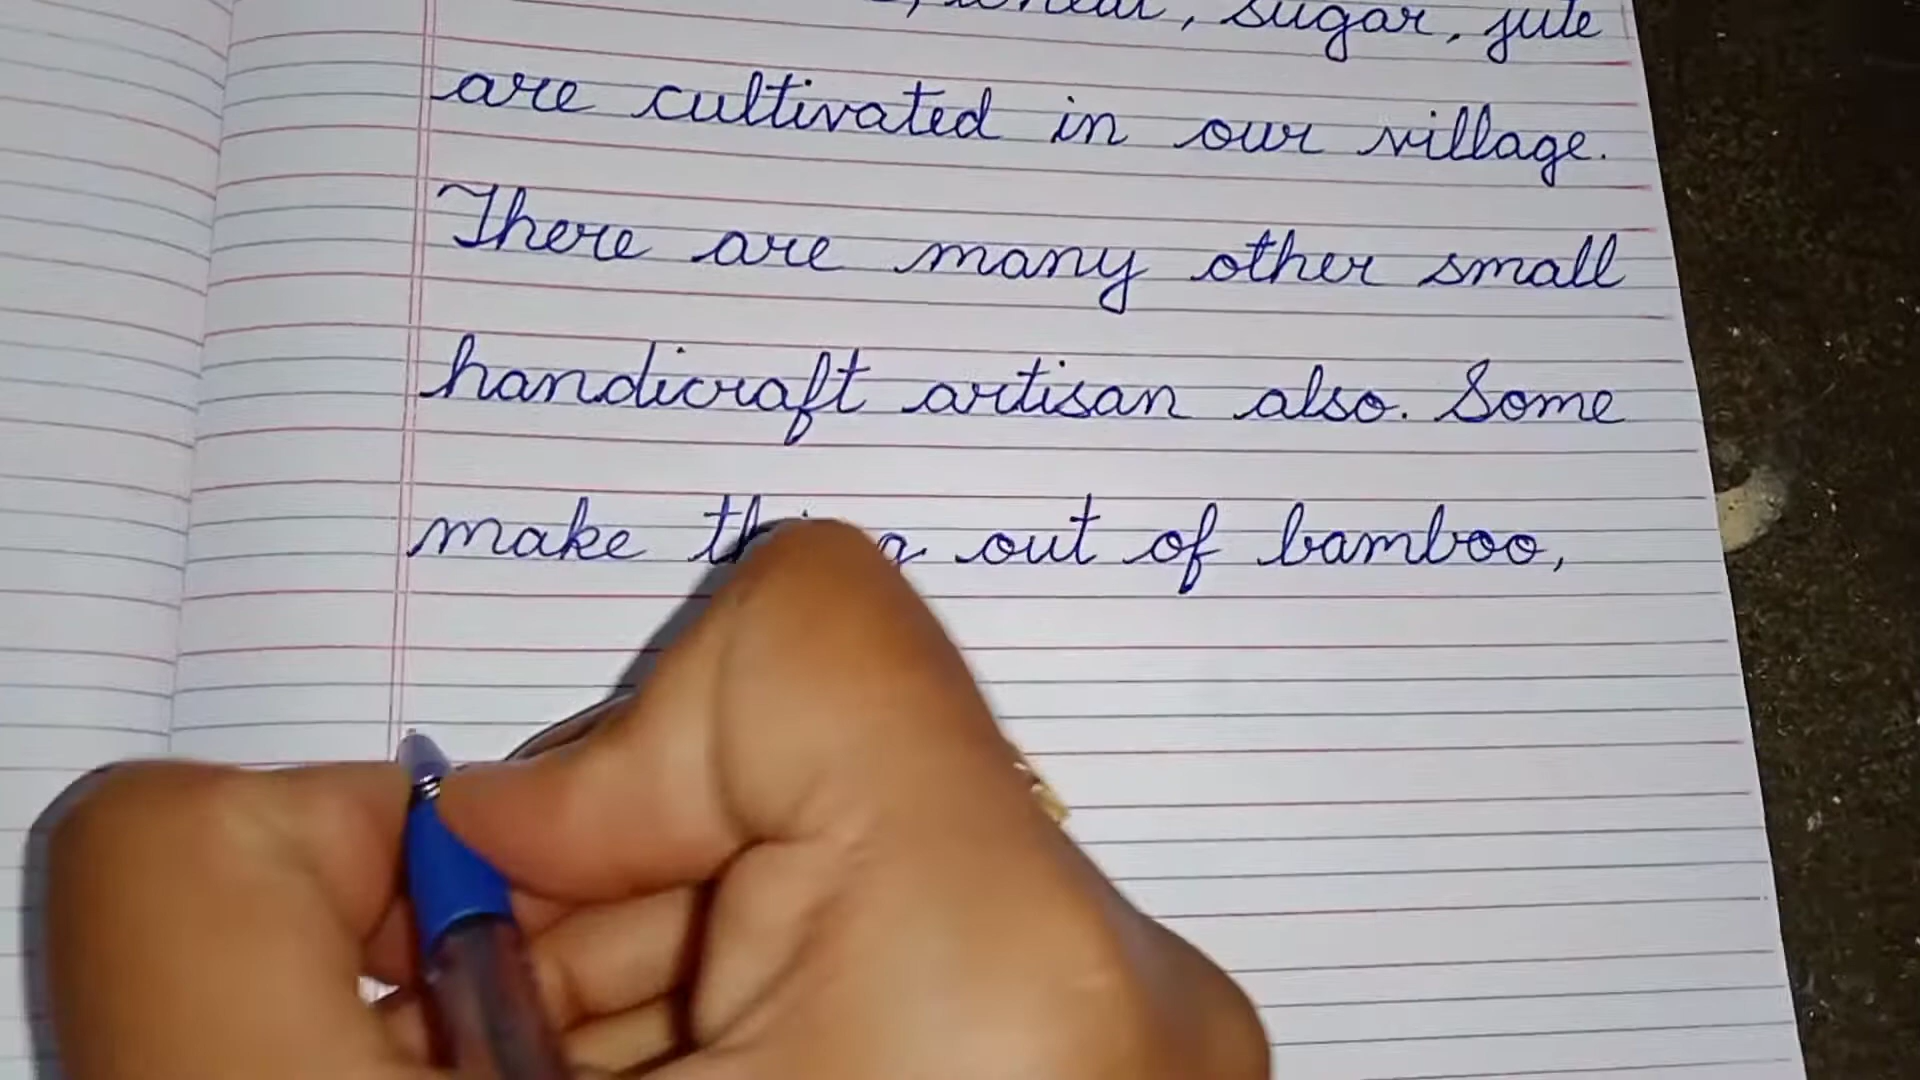 sugar, jute
are cultivated in our village.
There are many other small
handicraft artisan also. Some
make out of bamboo,